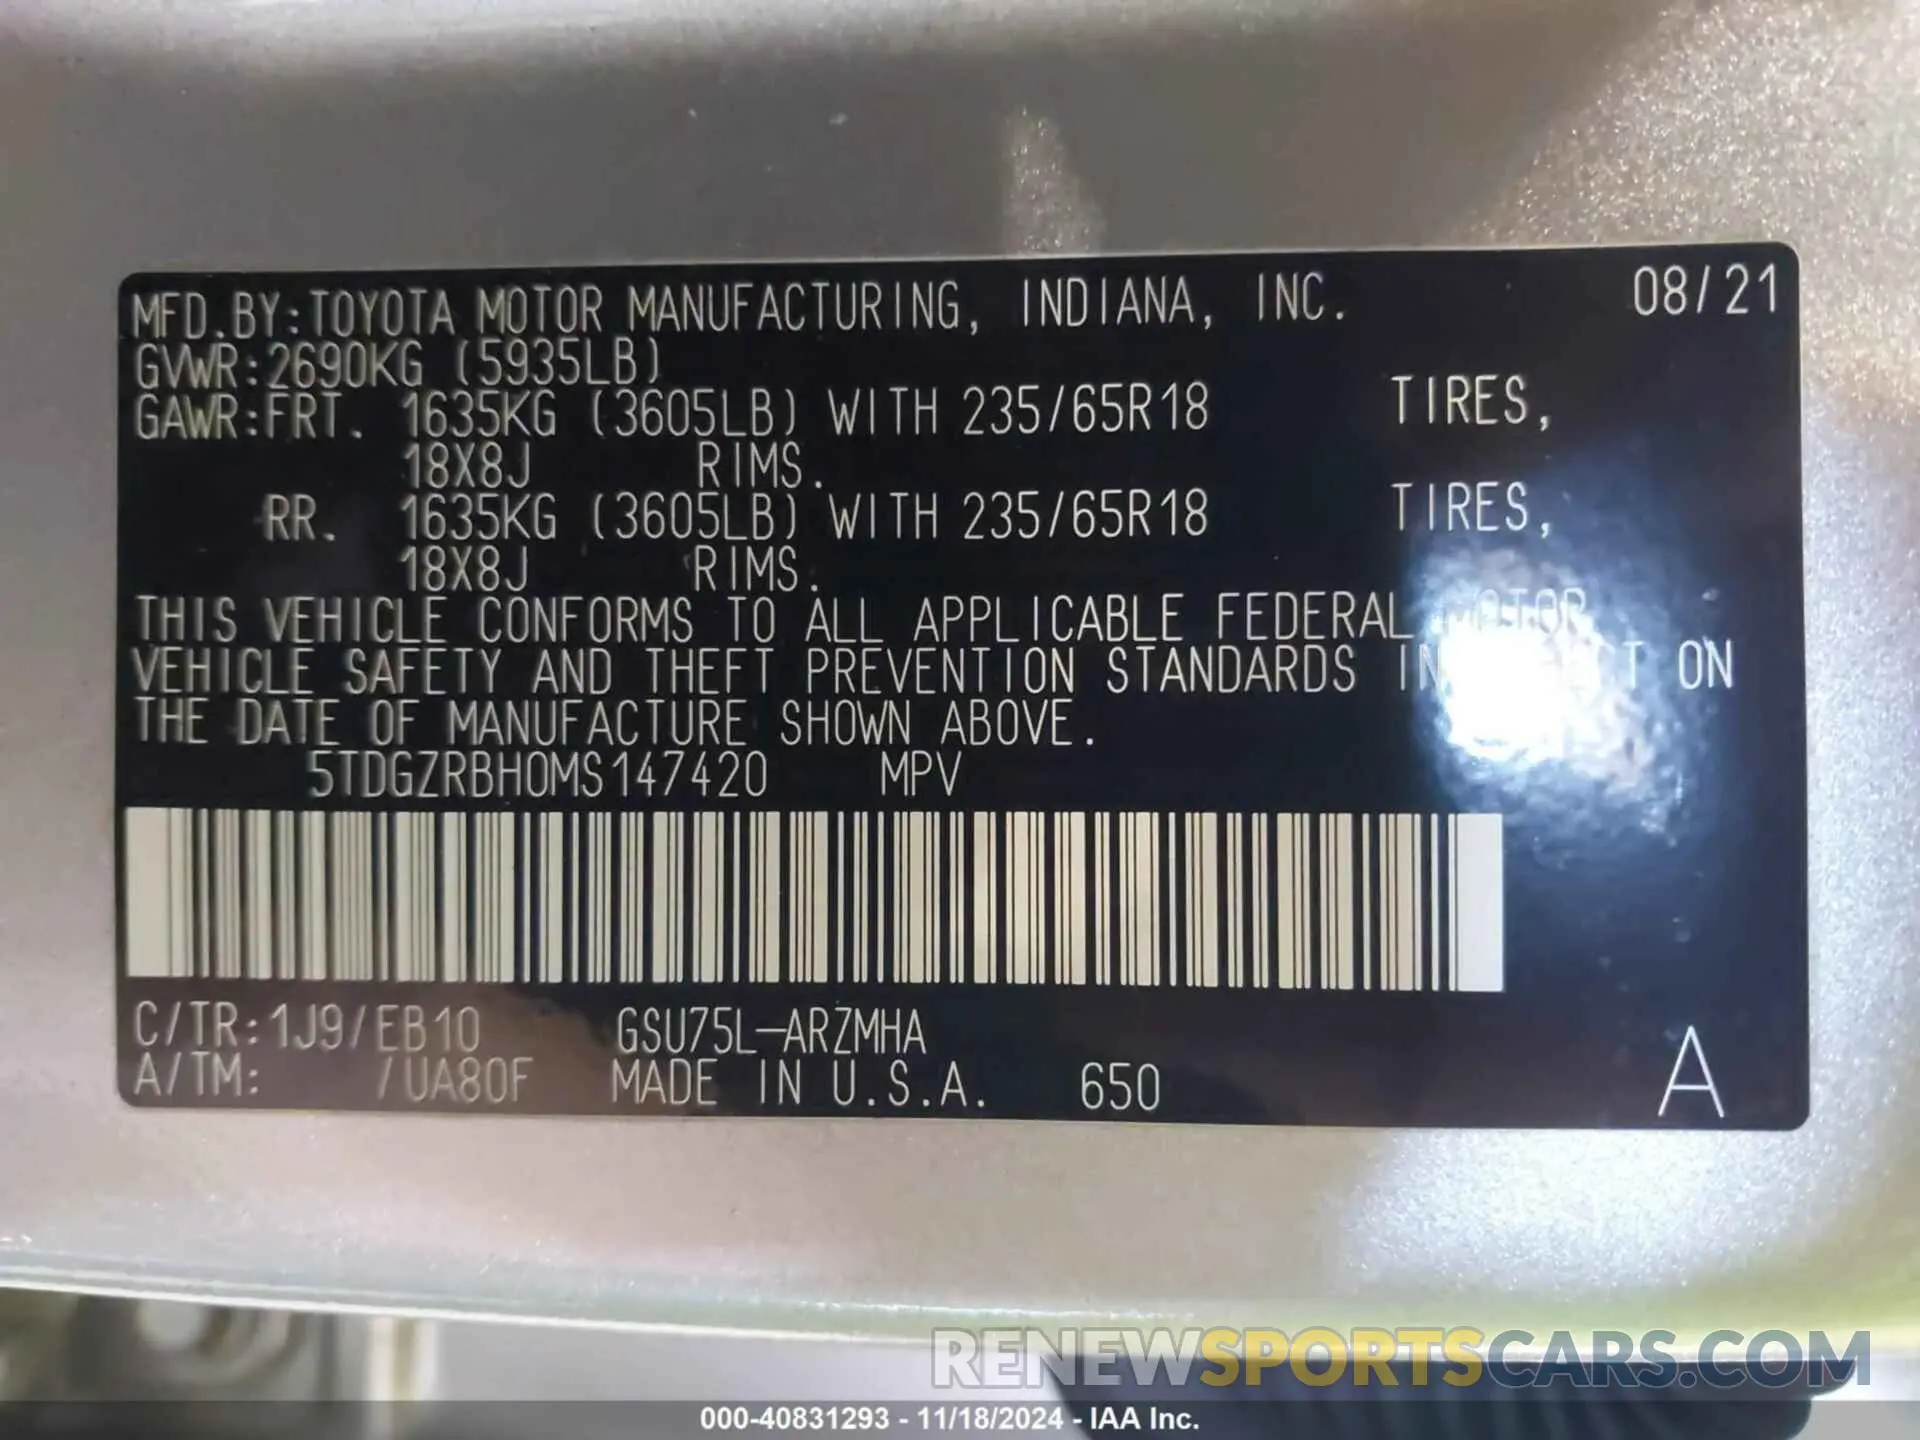 MFD.BY:TOYOTA MOTOR MANUFACTURING, INDIANA, INC. 08/21
GVWR:2690KG (5935LB)
GAWR:FRT. 1635KG (3605LB) WITH 235/65R18 TIRES,
18X8J RIMS.
RR. 1635KG (3605LB) WITH 235/65R18 TIRES,
18X8J RIMS.
THIS VEHICLE CONFORMS TO ALL APPLICABLE FEDERAL MOTOR
VEHICLE SAFETY AND THEFT PREVENTION STANDARDS IN ON
THE DATE OF MANUFACTURE SHOWN ABOVE.
5TDGZRBH0MS147420 MPV
C/TR:1J9/EB10 GSU75L-ARZMHA
A/TM: /UA80F MADE IN U.S.A. 650 A
RENEWSPORTSCARS.COM
000-40831293 - 11/18/2024 - IAA Inc.